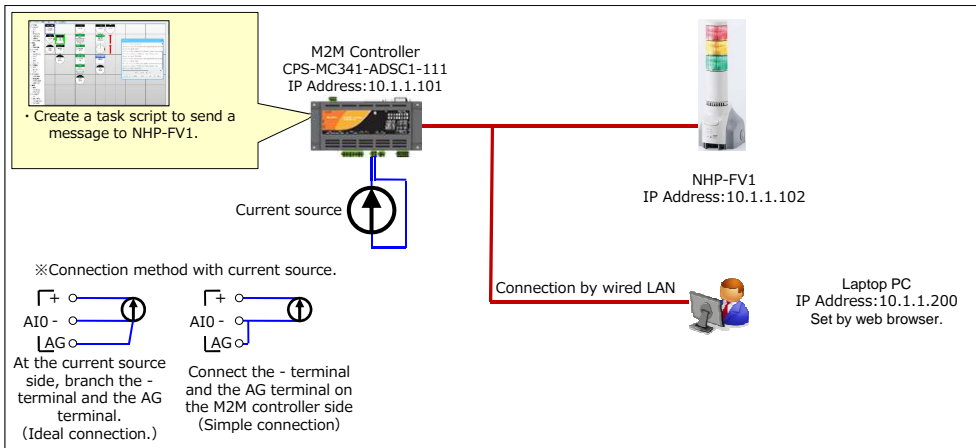 ・Create a task script to send a
message to NHP-FV1.
M2M Controller
CPS-MC341-ADSC1-111
IP Address:10.1.1.101
NHP-FV1
IP Address:10.1.1.102
Current source
※Connection method with current source.
+
AI0 -
AG
At the current source
side, branch the -
terminal and the AG
terminal.
(Ideal connection.)
+
AI0 -
AG
Connect the - terminal
and the AG terminal on
the M2M controller side
(Simple connection)
Connection by wired LAN
Laptop PC
IP Address:10.1.1.200
Set by web browser.